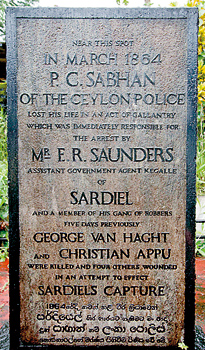 NEAR THIS SPOT
IN MARCH 1864
P.C. SABHAN
OF THE CEYLON POLICE
LOST HIS LIFE IN AN ACT OF GALLANTRY
WHICH WAS IMMEDIATELY RESPONSIBLE FOR
THE ARREST BY
MR E.R. SAUNDERS
ASSISTANT GOVERNMENT AGENT KEGALLE
OF
SARDIEL
AND A MEMBER OF HIS GANG OF ROBBERS
FIVE DAYS PREVIOUSLY
GEORGE VAN HAGHT
AND CHRISTIAN APPU
WERE KILLED AND FOUR OTHERS WOUNDED
IN AN ATTEMPT TO EFFECT
SARDIELS CAPTURE